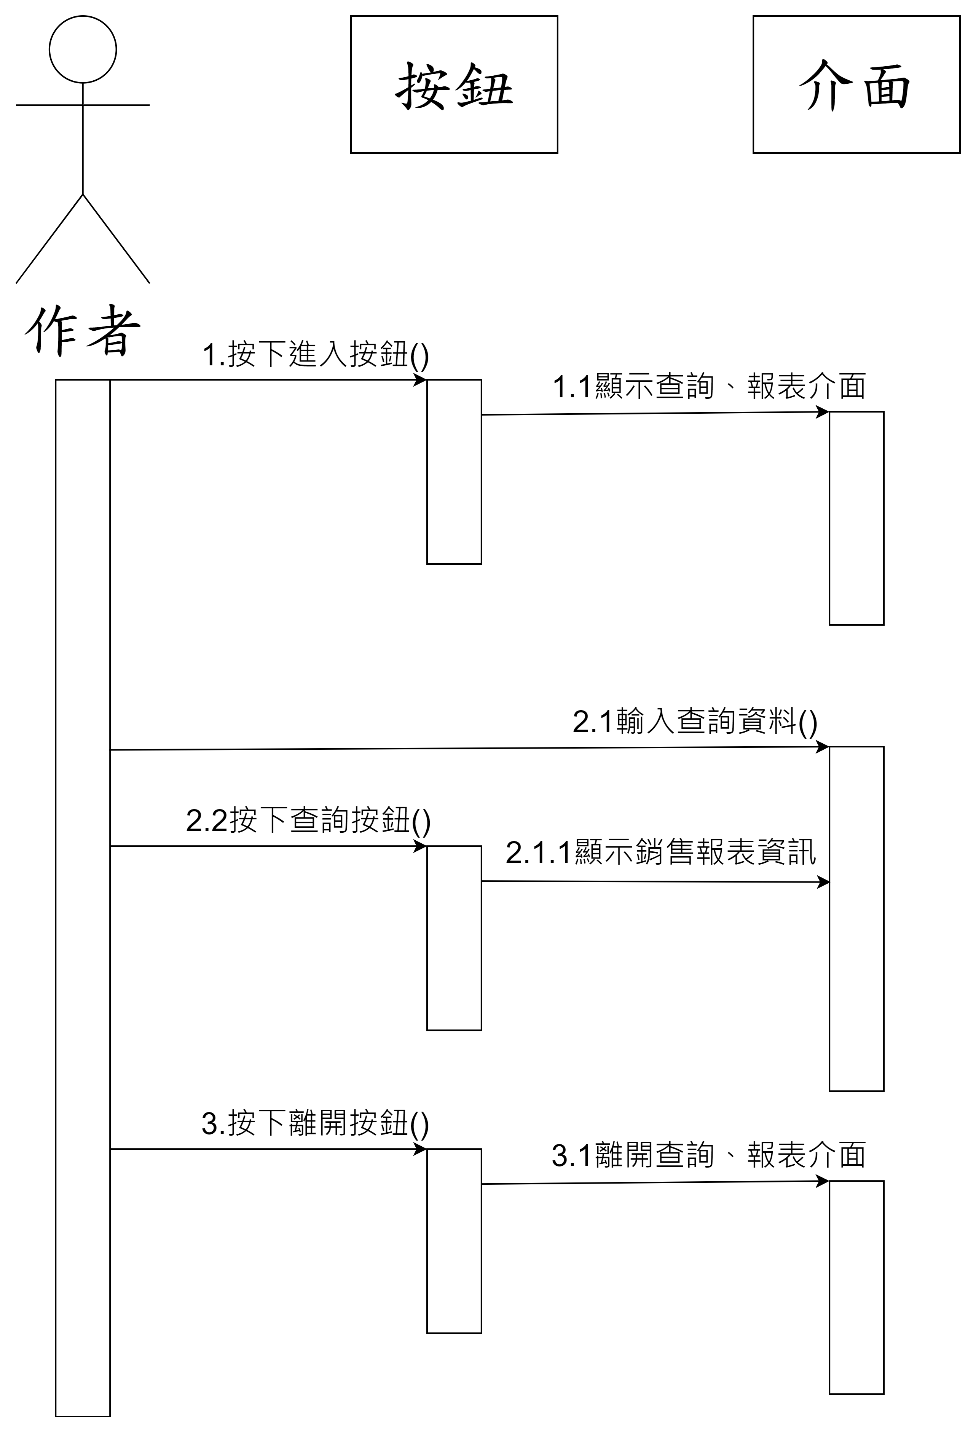 按鈕
介面
作者
1.按下進入按鈕()
1.1顯示查詢、報表介面
2.1輸入查詢資料()
2.2按下查詢按鈕()
2.1.1顯示銷售報表資訊
3.按下離開按鈕()
3.1離開查詢、報表介面